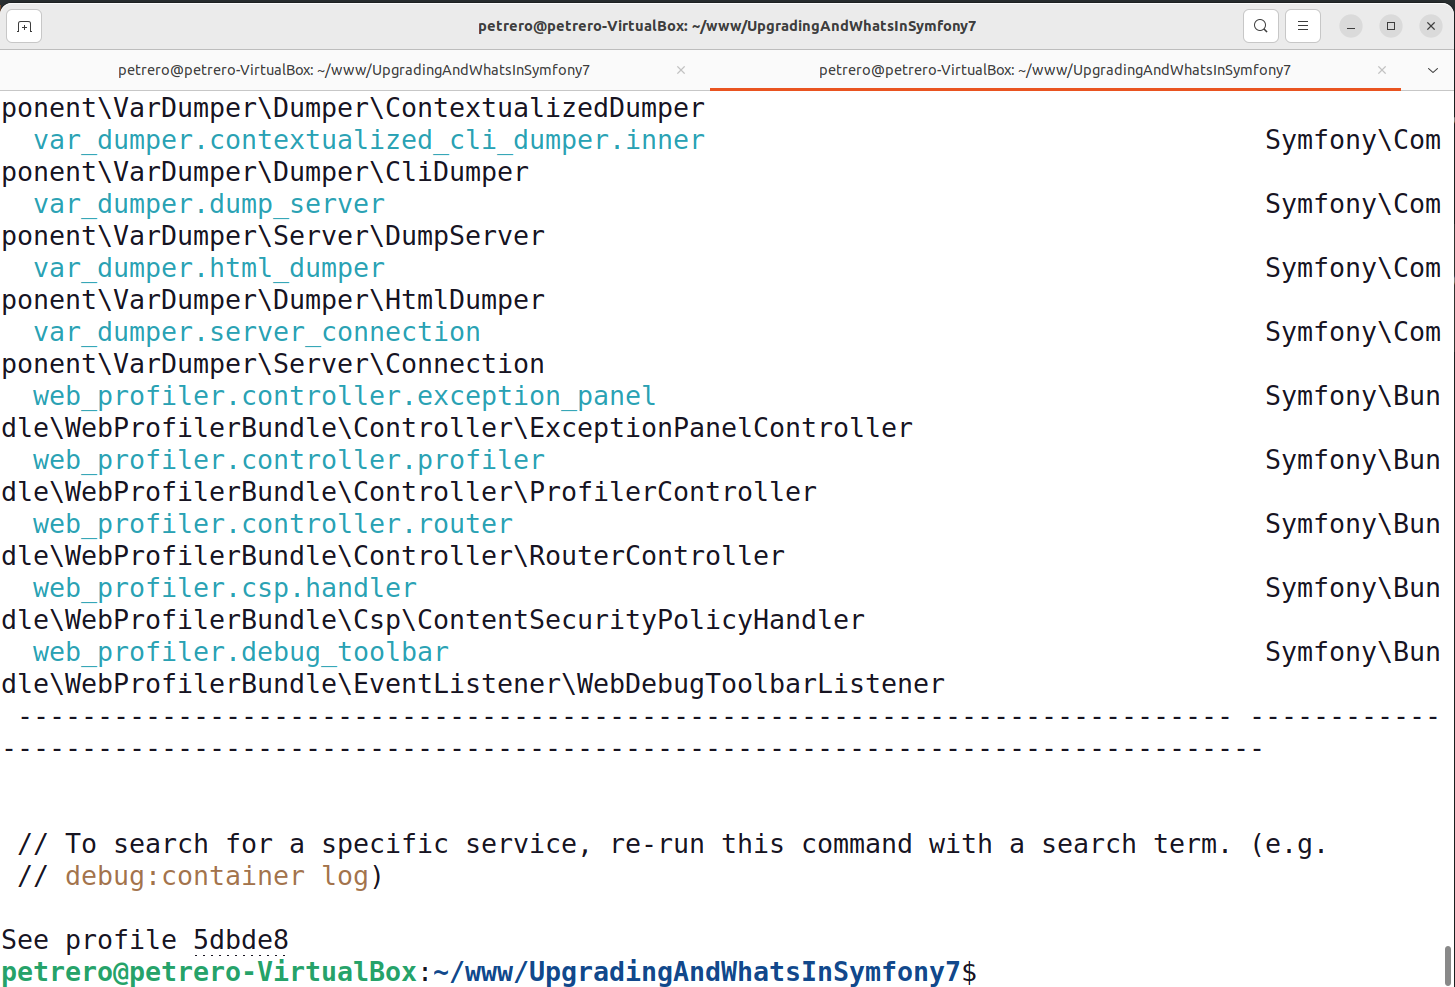 petrero@petrero-VirtualBox: ~/www/UpgradingAndWhatsInSymfony7
petrero@petrero-VirtualBox: ~/www/UpgradingAndWhatsInSymfony7
petrero@petrero-VirtualBox: ~/www/UpgradingAndWhatsInSymfony7
ponent\VarDumper\Dumper\ContextualizedDumper
var_dumper.contextualized_cli_dumper.inner Symfony\Com
ponent\VarDumper\Dumper\CliDumper
var_dumper.dump_server Symfony\Com
ponent\VarDumper\Server\DumpServer
var_dumper.html_dumper Symfony\Com
ponent\VarDumper\Dumper\HtmlDumper
var_dumper.server_connection Symfony\Com
ponent\VarDumper\Server\Connection
web_profiler.controller.exception_panel Symfony\Bun
dle\WebProfilerBundle\Controller\ExceptionPanelController
web_profiler.controller.profiler Symfony\Bun
dle\WebProfilerBundle\Controller\ProfilerController
web_profiler.controller.router Symfony\Bun
dle\WebProfilerBundle\Controller\RouterController
web_profiler.csp.handler Symfony\Bun
dle\WebProfilerBundle\Csp\ContentSecurityPolicyHandler
web_profiler.debug_toolbar Symfony\Bun
dle\WebProfilerBundle\EventListener\WebDebugToolbarListener
---------------------------------------------------------------------------- ------------
-------------------------------------------------------------------------------
// To search for a specific service, re-run this command with a search term. (e.g.
// debug:container log)
See profile 5dbde8
petrero@petrero-VirtualBox:~/www/UpgradingAndWhatsInSymfony7$